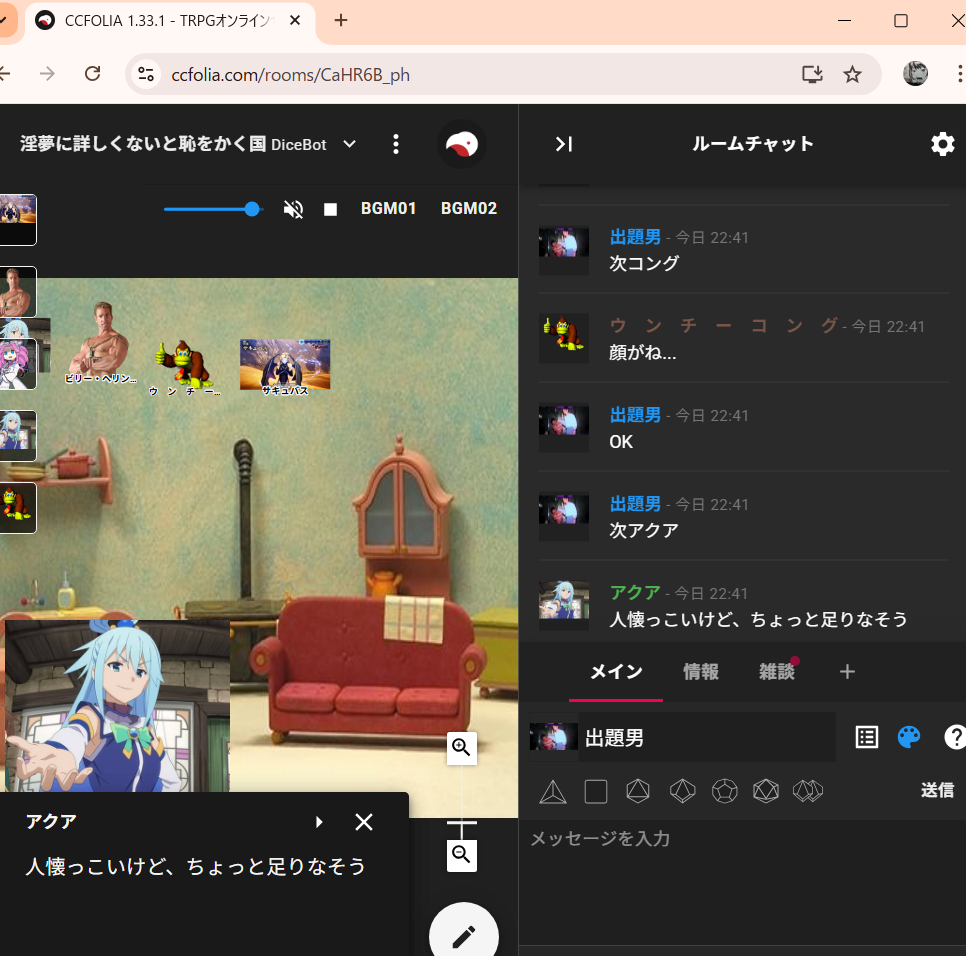 CCFOLIA 1.33.1 - TRPGオンライン
ccfolia.com/rooms/CaHR6B_ph
淫夢に詳しくないと恥をかく国 DiceBot
BGM01 BGM02
ビリー・ヘリン...
ウ ン チ ー...
サキュバス
サキュバス
アクア
人懐っこいけど、ちょっと足りなそう
ルームチャット
出題男 - 今日 22:41
次コング
ウ ン チ ー コ ン グ - 今日 22:41
顔がね...
出題男 - 今日 22:41
OK
出題男 - 今日 22:41
次アクア
アクア - 今日 22:41
人懐っこいけど、ちょっと足りなそう
メイン 情報 雑談
出題男
送信
メッセージを入力